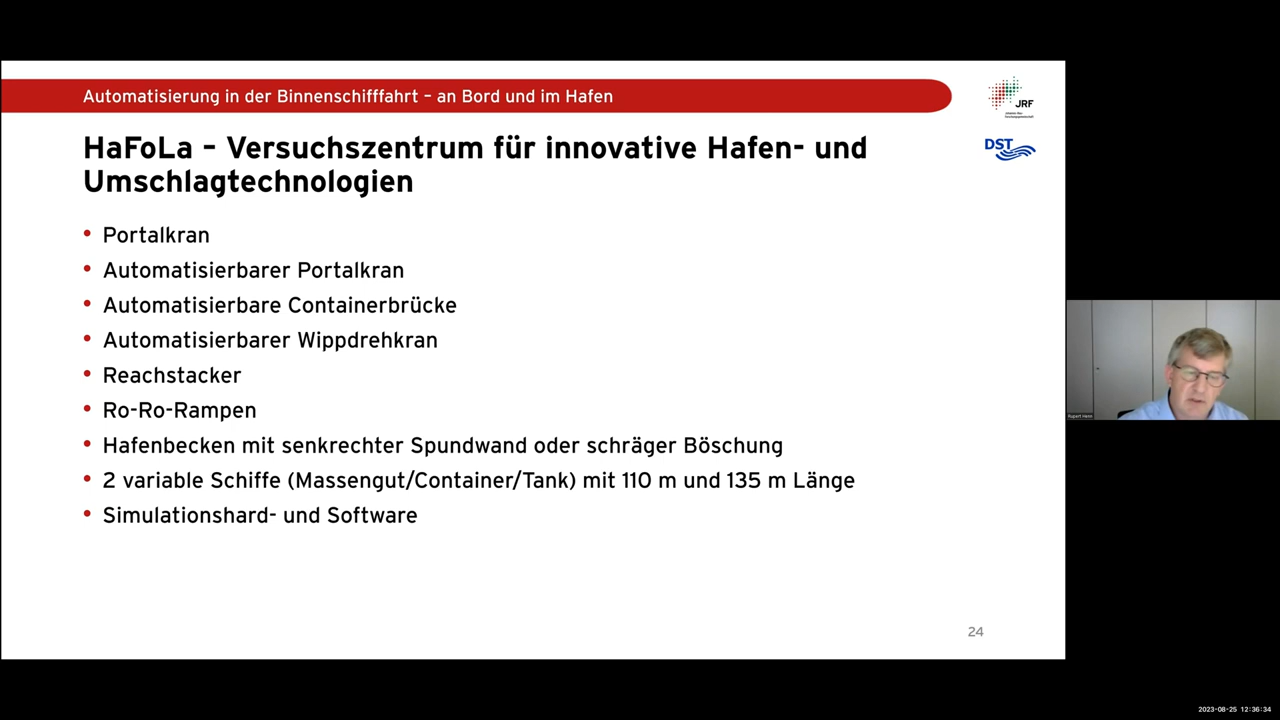 Automatisierung in der Binnenschifffahrt – an Bord und im Hafen
JRF
DST
HaFoLa – Versuchszentrum für innovative Hafen- und
Umschlagtechnologien
• Portalkran
• Automatisierbarer Portalkran
• Automatisierbare Containerbrücke
• Automatisierbarer Wippdrehkran
• Reachstacker
• Ro-Ro-Rampen
• Hafenbecken mit senkrechter Spundwand oder schräger Böschung
• 2 variable Schiffe (Massengut/Container/Tank) mit 110 m und 135 m Länge
• Simulationshard- und Software
Rupert Henn
24
2023-08-25 12:36:34